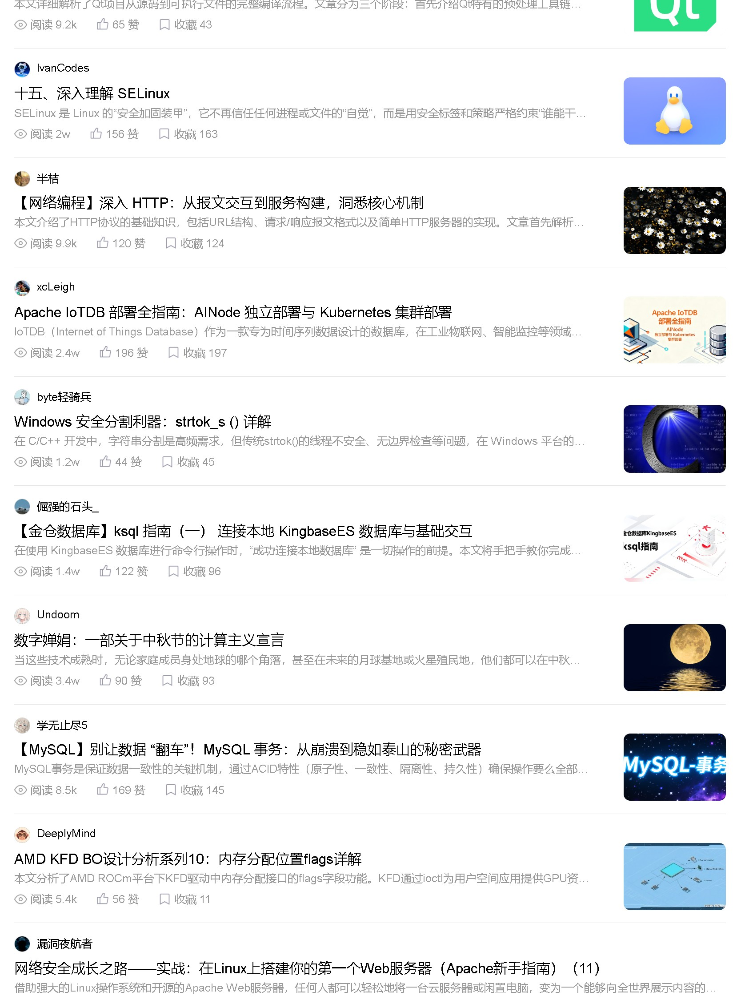 本文详细解析了Qt项目从源码到可执行文件的完整编译流程。文章分为三个阶段：首先介绍Qt特有的预处理工具链…
Qt
阅读 9.2k 65 赞 收藏 43
IvanCodes
十五、深入理解 SELinux
SELinux 是 Linux 的“安全加固装甲”，它不再信任任何进程或文件的“自觉”，而是用安全标签和策略严格约束“谁能干…
阅读 2w 156 赞 收藏 163
半桔
【网络编程】深入 HTTP：从报文交互到服务构建，洞悉核心机制
本文介绍了HTTP协议的基础知识，包括URL结构、请求/响应报文格式以及简单HTTP服务器的实现。文章首先解析…
阅读 9.9k 120 赞 收藏 124
xcLeigh
Apache IoTDB 部署全指南：AINode 独立部署与 Kubernetes 集群部署
IoTDB（Internet of Things Database）作为一款专为时间序列数据设计的数据库，在工业物联网、智能监控等领域…
阅读 2.4w 196 赞 收藏 197
Apache IoTDB
部署全指南
AINode
独立部署与 Kubernetes
集群部署
byte轻骑兵
Windows 安全分割利器：strtok_s () 详解
在 C/C++ 开发中，字符串分割是高频需求，但传统strtok()的线程不安全、无边界检查等问题，在 Windows 平台的…
阅读 1.2w 44 赞 收藏 45
倔强的石头_
【金仓数据库】ksql 指南（一） 连接本地 KingbaseES 数据库与基础交互
在使用 KingbaseES 数据库进行命令行操作时，“成功连接本地数据库” 是一切操作的前提。本文将手把手教你完成…
阅读 1.4w 122 赞 收藏 96
金仓数据库KingbaseES
ksql指南
Undoom
数字婵娟：一部关于中秋节的计算主义宣言
当这些技术成熟时，无论家庭成员身处地球的哪个角落，甚至在未来的月球基地或火星殖民地，他们都可以在中秋…
阅读 3.4w 90 赞 收藏 93
学无止尽5
【MySQL】别让数据 “翻车”！MySQL 事务：从崩溃到稳如泰山的秘密武器
MySQL事务是保证数据一致性的关键机制，通过ACID特性（原子性、一致性、隔离性、持久性）确保操作要么全部…
阅读 8.5k 169 赞 收藏 145
MySQL-事务
DeeplyMind
AMD KFD BO设计分析系列10：内存分配位置flags详解
本文分析了AMD ROCm平台下KFD驱动中内存分配接口的flags字段功能。KFD通过ioctl为用户空间应用提供GPU资…
阅读 5.4k 56 赞 收藏 11
漏洞夜航者
网络安全成长之路——实战：在Linux上搭建你的第一个Web服务器（Apache新手指南）（11）
借助强大的Linux操作系统和开源的Apache Web服务器，任何人都可以轻松地将一台云服务器或闲置电脑，变为一个能够向全世界展示内容的…